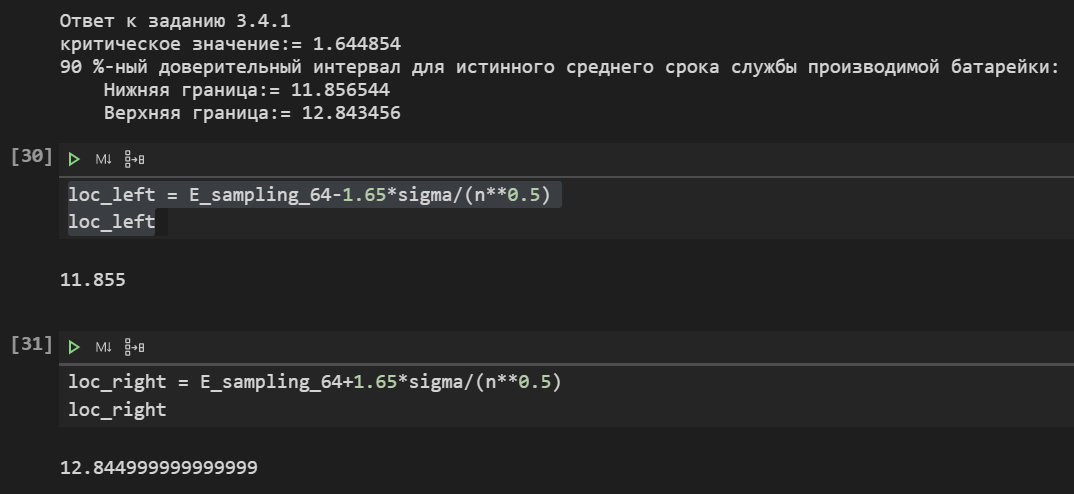 Ответ к заданию 3.4.1
критическое значение:= 1.644854
90 %-ный доверительный интервал для истинного среднего срока службы производимой батарейки:
Нижняя граница:= 11.856544
Верхняя граница:= 12.843456
[30] M↓
loc_left = E_sampling_64-1.65*sigma/(n**0.5)
loc_left
11.855
[31] M↓
loc_right = E_sampling_64+1.65*sigma/(n**0.5)
loc_right
12.844999999999999